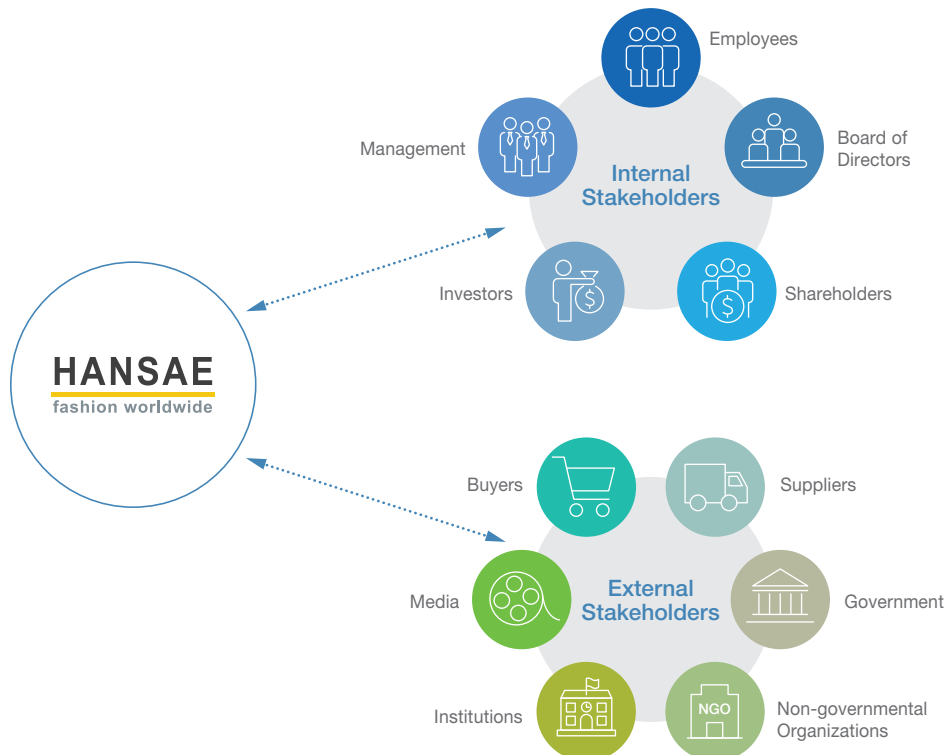 Employees
Management
Board of
Directors
Internal
Stakeholders
Investors
$
$
Shareholders
HANSAE
fashion worldwide
Buyers
Suppliers
Media
External
Stakeholders
Government
Institutions
NGO
Non-governmental
Organizations